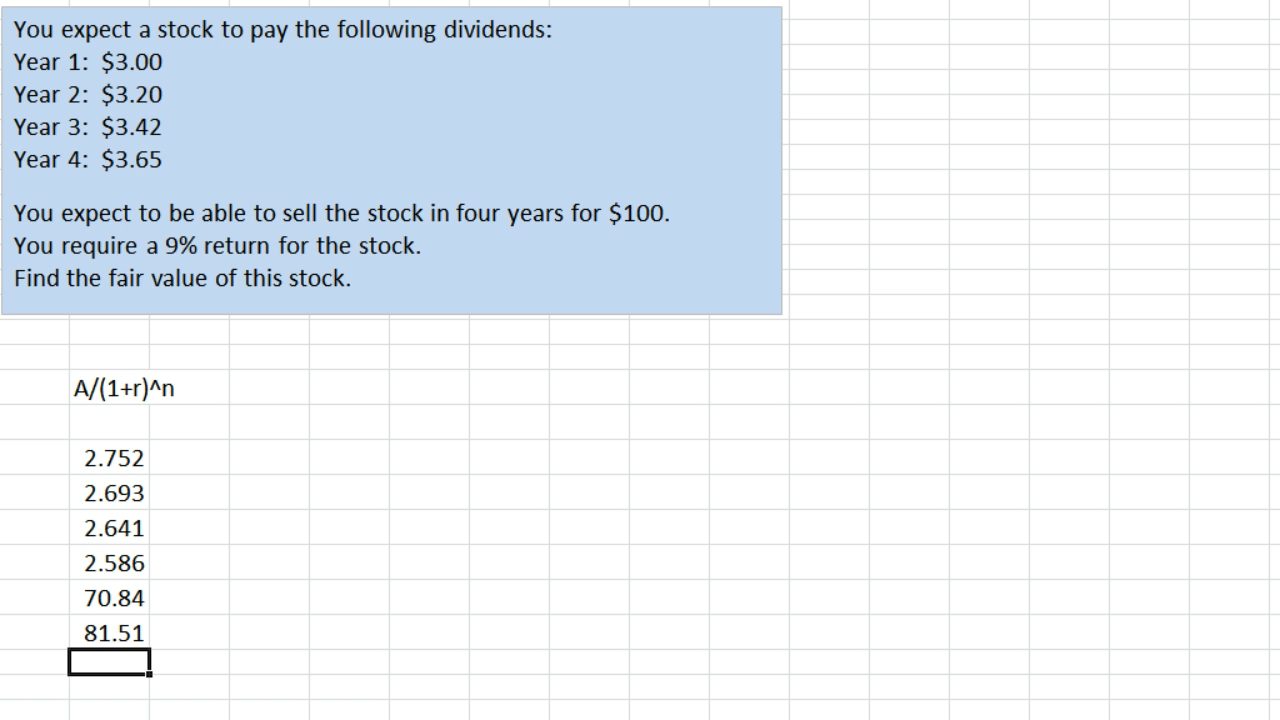 You expect a stock to pay the following dividends:
Year 1: $3.00
Year 2: $3.20
Year 3: $3.42
Year 4: $3.65
You expect to be able to sell the stock in four years for $100.
You require a 9% return for the stock.
Find the fair value of this stock.
A/(1+r)^n
2.752
2.693
2.641
2.586
70.84
81.51